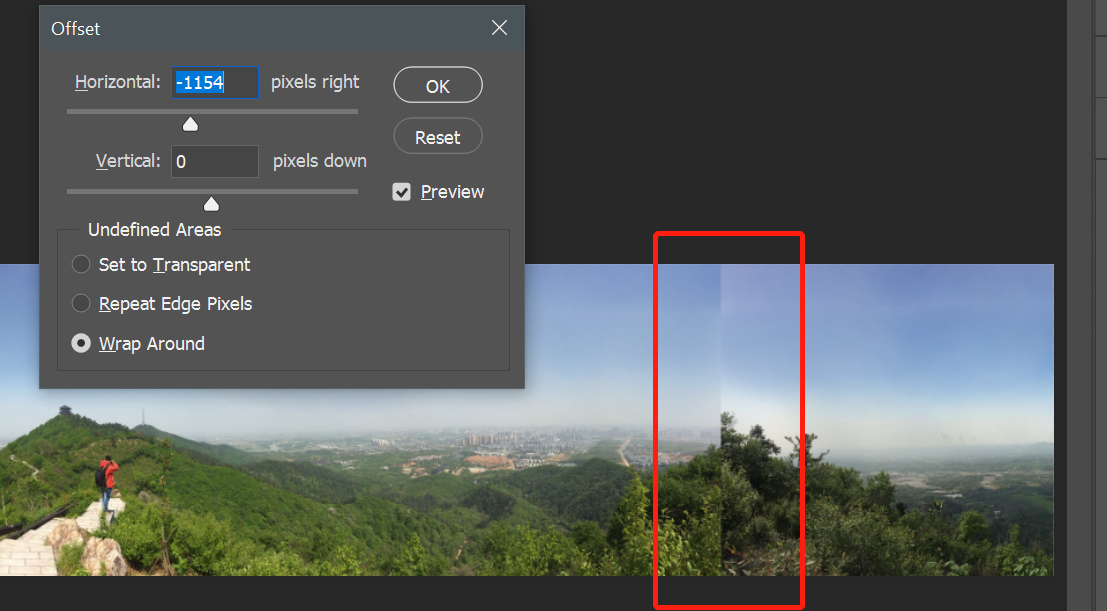 Offset
Horizontal: -1154 pixels right
OK
Vertical: 0 pixels down
Reset
Preview
Undefined Areas
Set to Transparent
Repeat Edge Pixels
Wrap Around